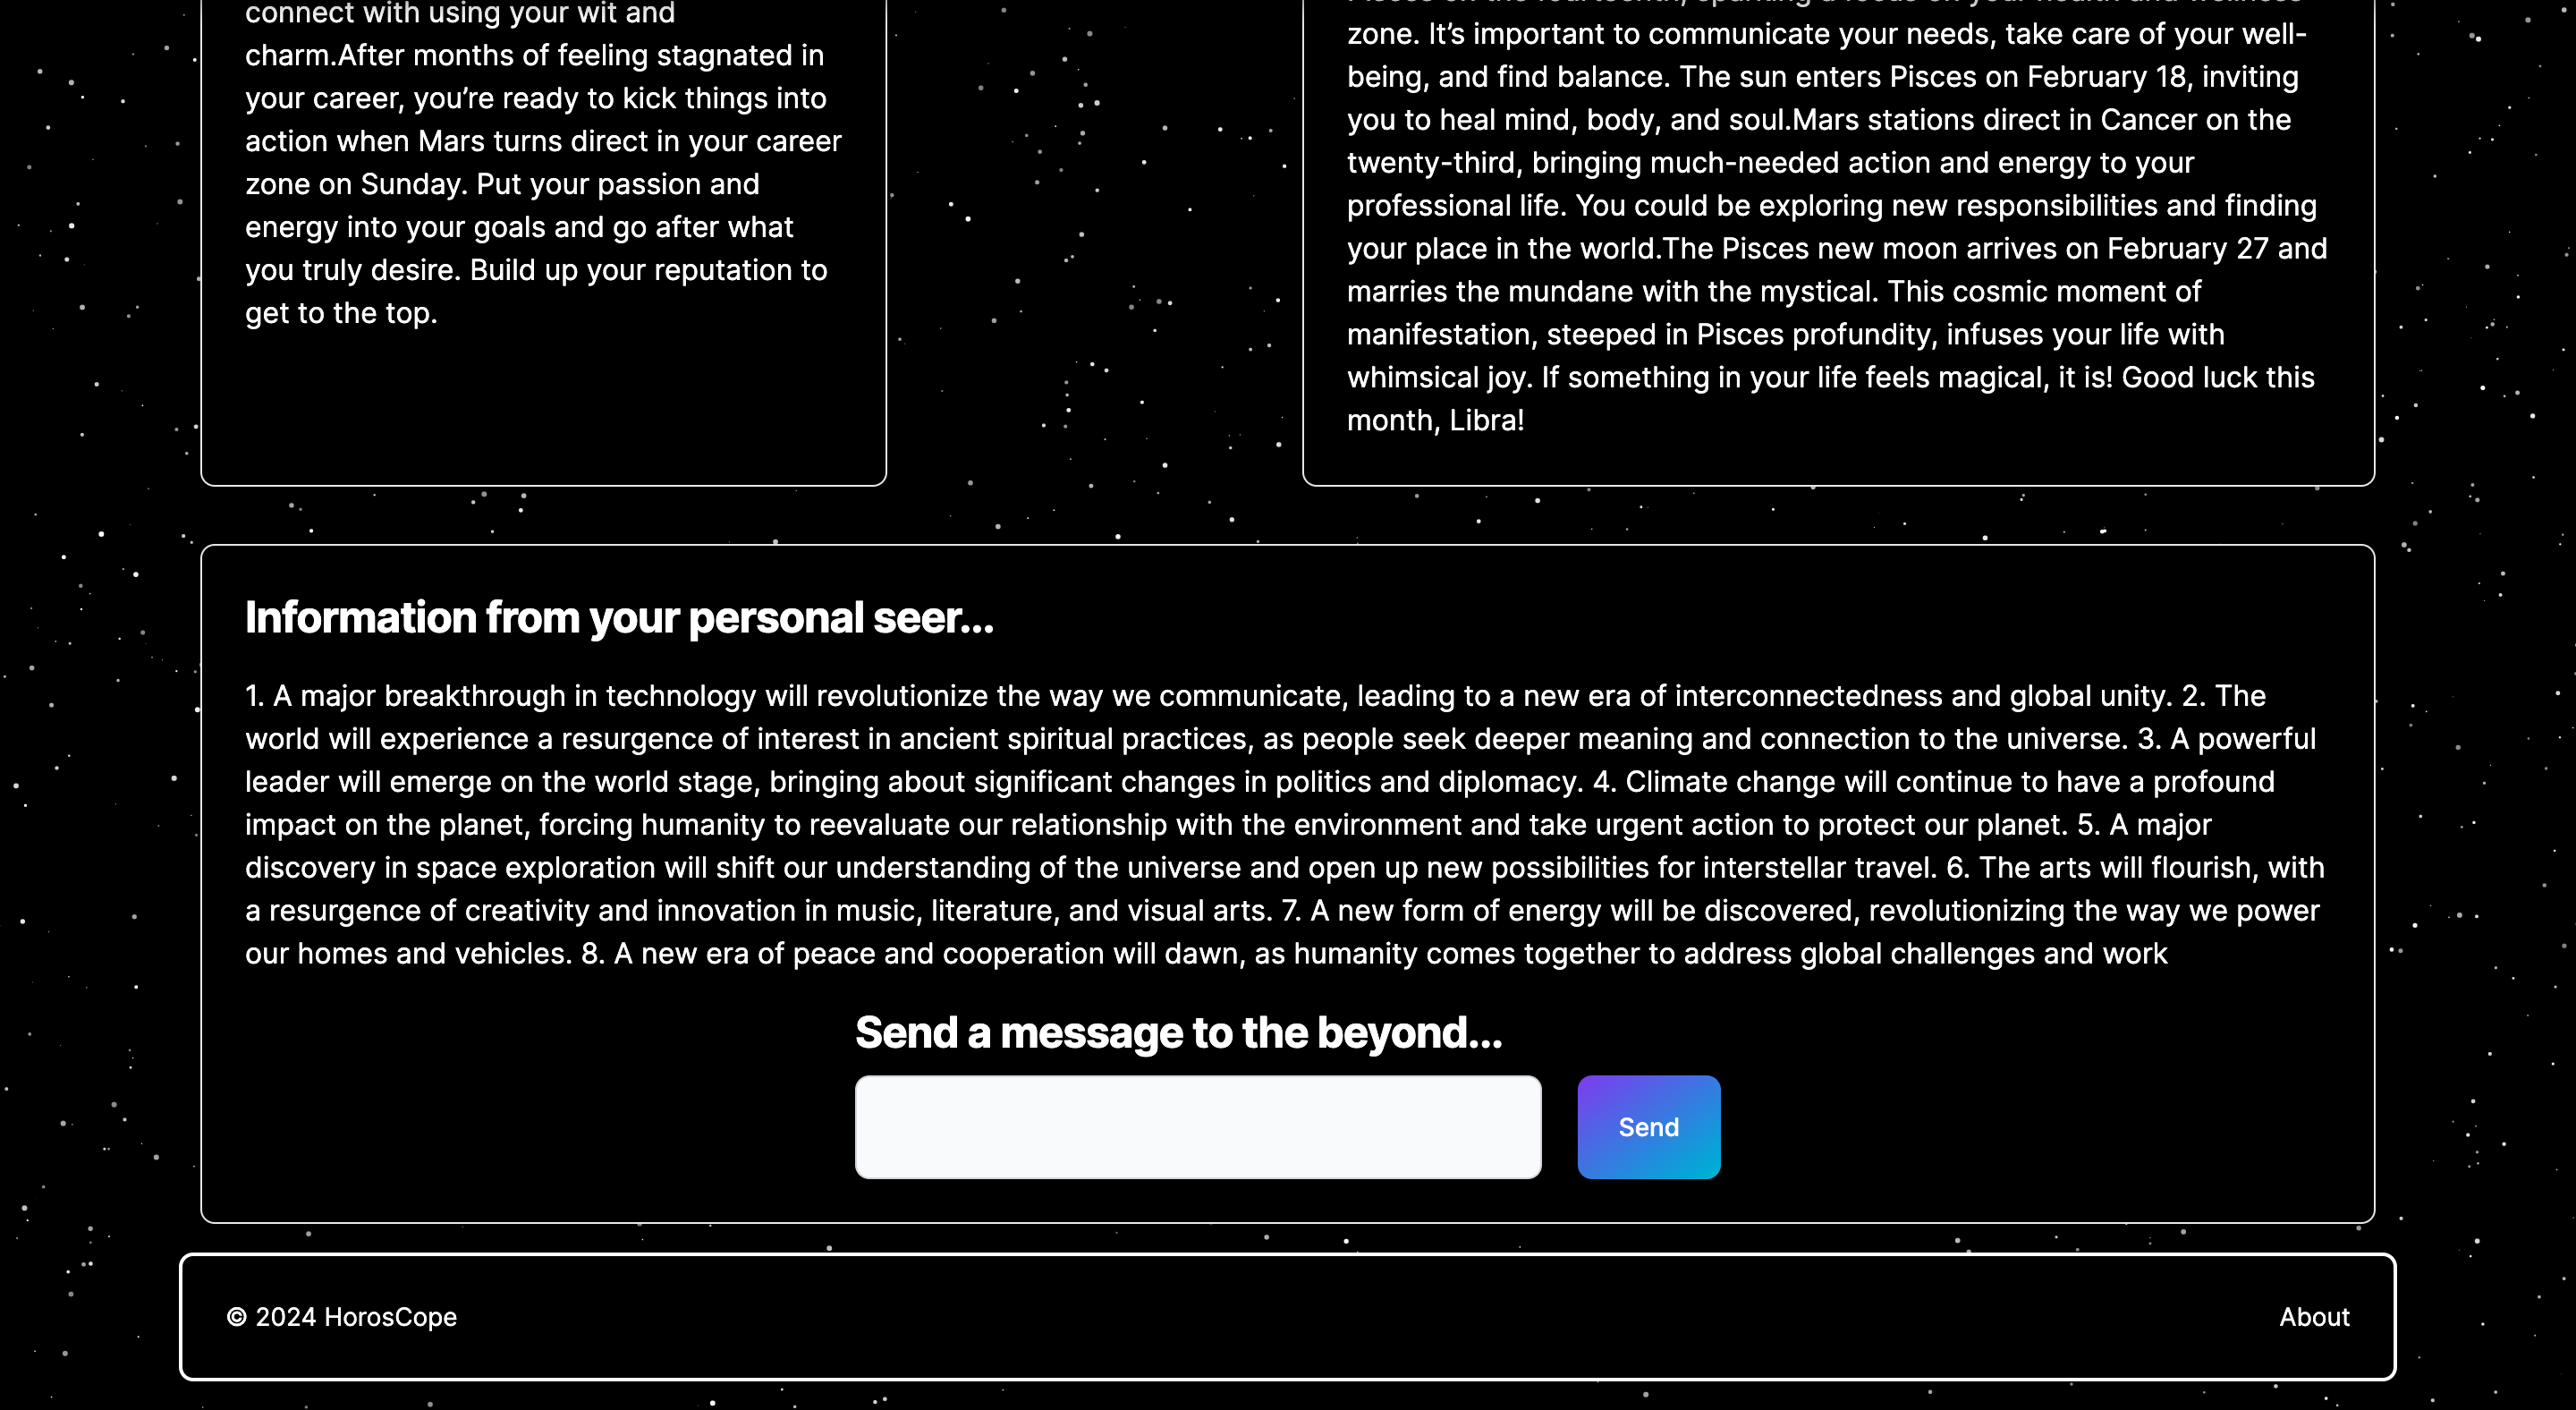 connect with using your wit and
charm.After months of feeling stagnated in
your career, you’re ready to kick things into
action when Mars turns direct in your career
zone on Sunday. Put your passion and
energy into your goals and go after what
you truly desire. Build up your reputation to
get to the top.
zone. It’s important to communicate your needs, take care of your well-
being, and find balance. The sun enters Pisces on February 18, inviting
you to heal mind, body, and soul.Mars stations direct in Cancer on the
twenty-third, bringing much-needed action and energy to your
professional life. You could be exploring new responsibilities and finding
your place in the world.The Pisces new moon arrives on February 27 and
marries the mundane with the mystical. This cosmic moment of
manifestation, steeped in Pisces profundity, infuses your life with
whimsical joy. If something in your life feels magical, it is! Good luck this
month, Libra!
Information from your personal seer...
1. A major breakthrough in technology will revolutionize the way we communicate, leading to a new era of interconnectedness and global unity. 2. The
world will experience a resurgence of interest in ancient spiritual practices, as people seek deeper meaning and connection to the universe. 3. A powerful
leader will emerge on the world stage, bringing about significant changes in politics and diplomacy. 4. Climate change will continue to have a profound
impact on the planet, forcing humanity to reevaluate our relationship with the environment and take urgent action to protect our planet. 5. A major
discovery in space exploration will shift our understanding of the universe and open up new possibilities for interstellar travel. 6. The arts will flourish, with
a resurgence of creativity and innovation in music, literature, and visual arts. 7. A new form of energy will be discovered, revolutionizing the way we power
our homes and vehicles. 8. A new era of peace and cooperation will dawn, as humanity comes together to address global challenges and work
Send a message to the beyond...
Send
© 2024 HorosCope
About